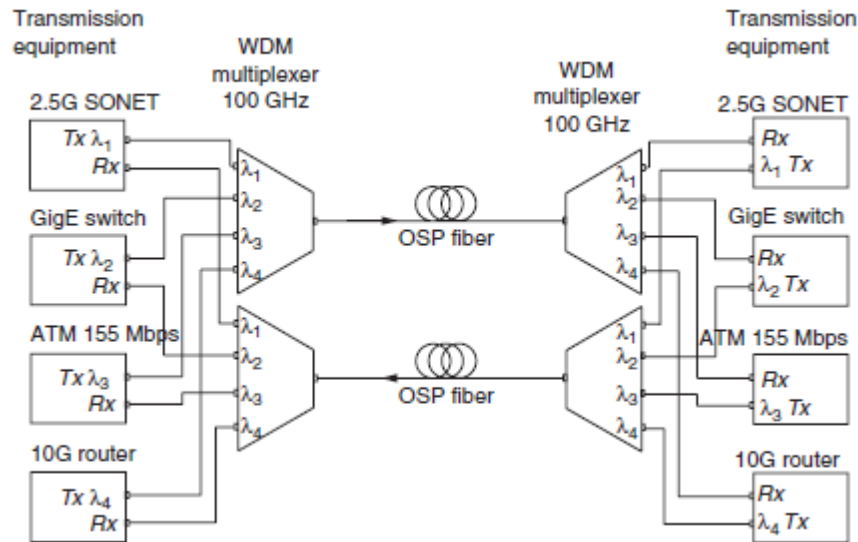 Transmission
equipment
WDM
multiplexer
100 GHz
WDM
multiplexer
100 GHz
Transmission
equipment
2.5G SONET
Tx λ1
Rx
GigE switch
Tx λ2
Rx
ATM 155 Mbps
Tx λ3
Rx
10G router
Tx λ4
Rx
λ1
λ2
λ3
λ4
λ1
λ2
λ3
λ4
OSP fiber
OSP fiber
λ1
λ2
λ3
λ4
λ1
λ2
λ3
λ4
2.5G SONET
Rx
λ1 Tx
GigE switch
Rx
λ2 Tx
ATM 155 Mbps
Rx
λ3 Tx
10G router
Rx
λ4 Tx